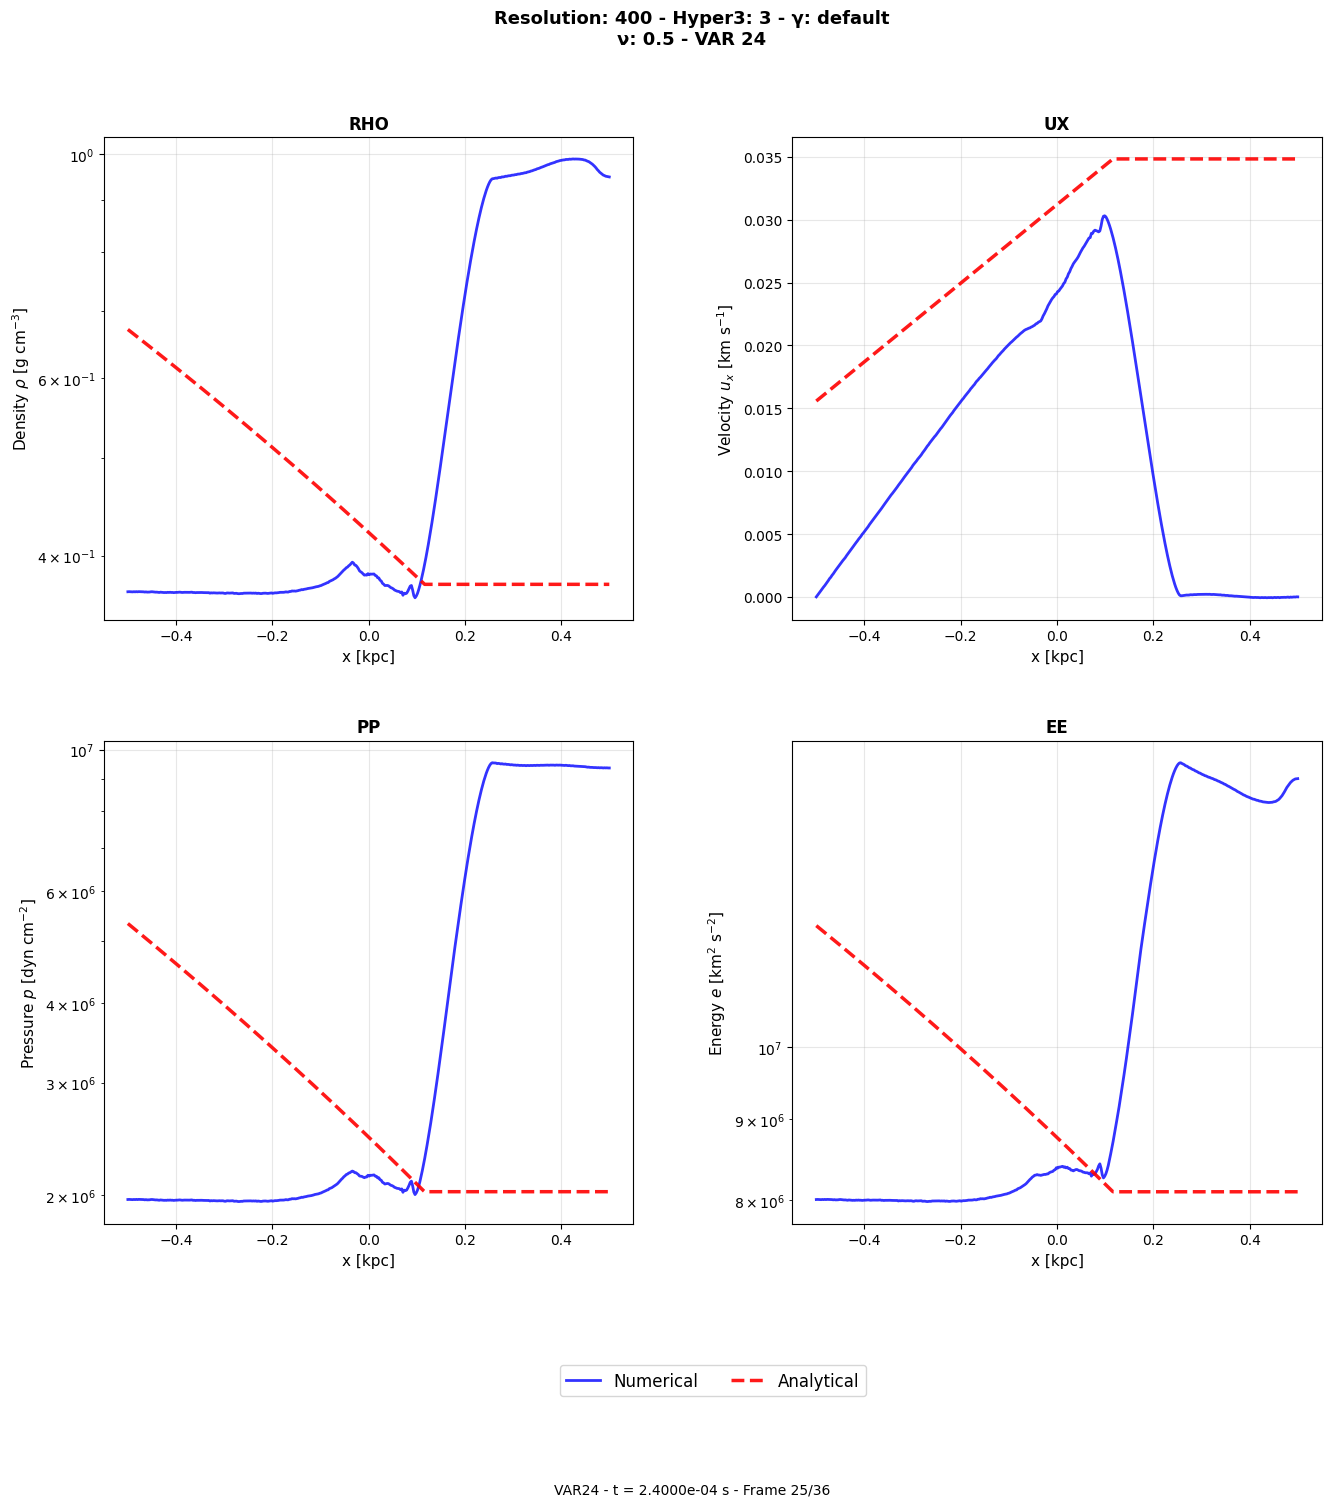 Resolution: 400 - Hyper3: 3 - γ: default
ν: 0.5 - VAR 24
RHO
Density ρ [g cm⁻³]
10⁰
6 × 10⁻¹
4 × 10⁻¹
−0.4 −0.2 0.0 0.2 0.4
x [kpc]
UX
Velocity uₓ [km s⁻¹]
0.035
0.030
0.025
0.020
0.015
0.010
0.005
0.000
−0.4 −0.2 0.0 0.2 0.4
x [kpc]
PP
Pressure p [dyn cm⁻²]
10⁷
6 × 10⁶
4 × 10⁶
3 × 10⁶
2 × 10⁶
−0.4 −0.2 0.0 0.2 0.4
x [kpc]
EE
Energy e [km² s⁻²]
10⁷
9 × 10⁶
8 × 10⁶
−0.4 −0.2 0.0 0.2 0.4
x [kpc]
Numerical Analytical
VAR24 - t = 2.4000e-04 s - Frame 25/36